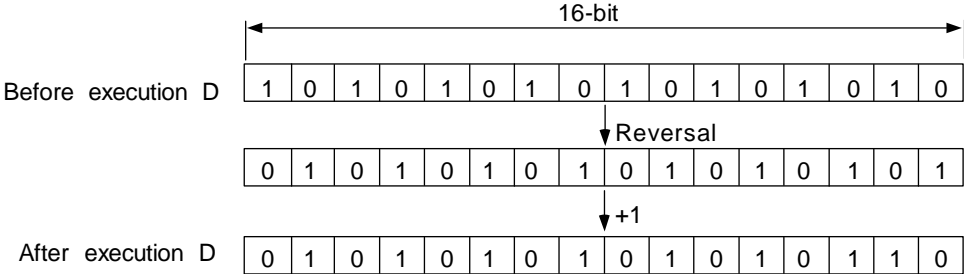 16-bit
Before execution D 1 0 1 0 1 0 1 0 1 0 1 0 1 0 1 0
Reversal
0 1 0 1 0 1 0 1 0 1 0 1 0 1 0 1
+1
After execution D 0 1 0 1 0 1 0 1 0 1 0 1 0 1 1 0